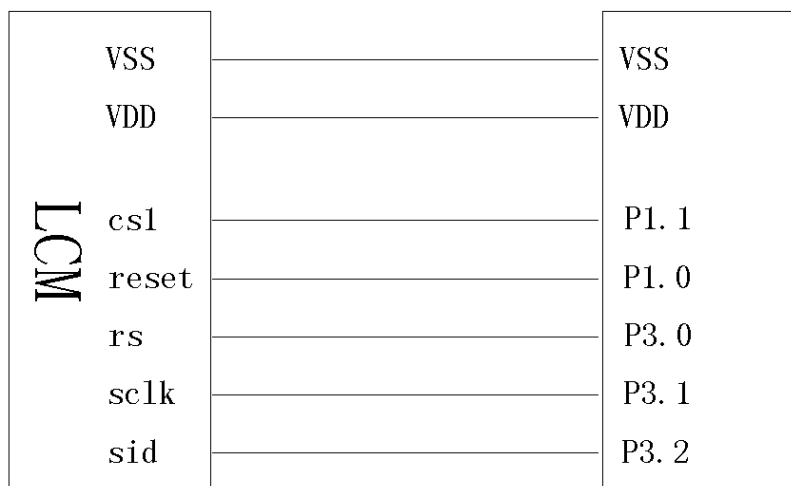 VSS VSS
VDD VDD
LCM
cs1 P1.1
reset P1.0
rs P3.0
sclk P3.1
sid P3.2